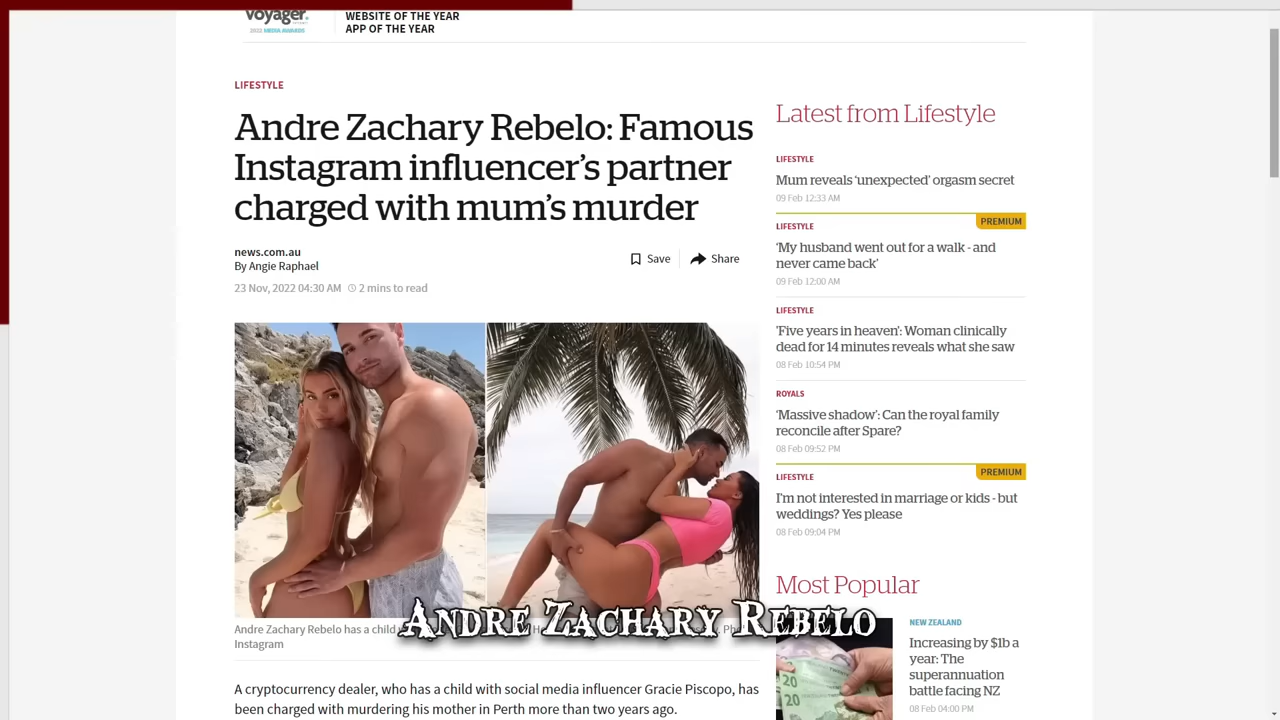 voyager.
2022 MEDIA AWARDS
WEBSITE OF THE YEAR
APP OF THE YEAR
LIFESTYLE
Andre Zachary Rebelo: Famous
Instagram influencer's partner
charged with mum's murder
news.com.au
By Angie Raphael
Save
Share
23 Nov, 2022 04:30 AM
2 mins to read
Andre Zachary Rebelo has a child
Instagram
ANDRE ZACHARY REBELO
A cryptocurrency dealer, who has a child with social media influencer Gracie Piscopo, has
been charged with murdering his mother in Perth more than two years ago.
Latest from Lifestyle
LIFESTYLE
Mum reveals 'unexpected' orgasm secret
09 Feb 12:33 AM
PREMIUM
LIFESTYLE
'My husband went out for a walk - and
never came back'
09 Feb 12:00 AM
LIFESTYLE
'Five years in heaven': Woman clinically
dead for 14 minutes reveals what she saw
08 Feb 10:54 PM
ROYALS
'Massive shadow': Can the royal family
reconcile after Spare?
08 Feb 09:52 PM
PREMIUM
LIFESTYLE
I'm not interested in marriage or kids - but
weddings? Yes please
08 Feb 09:04 PM
Most Popular
NEW ZEALAND
Increasing by $1b a
year: The
superannuation
battle facing NZ
08 Feb 04:00 PM
20
20